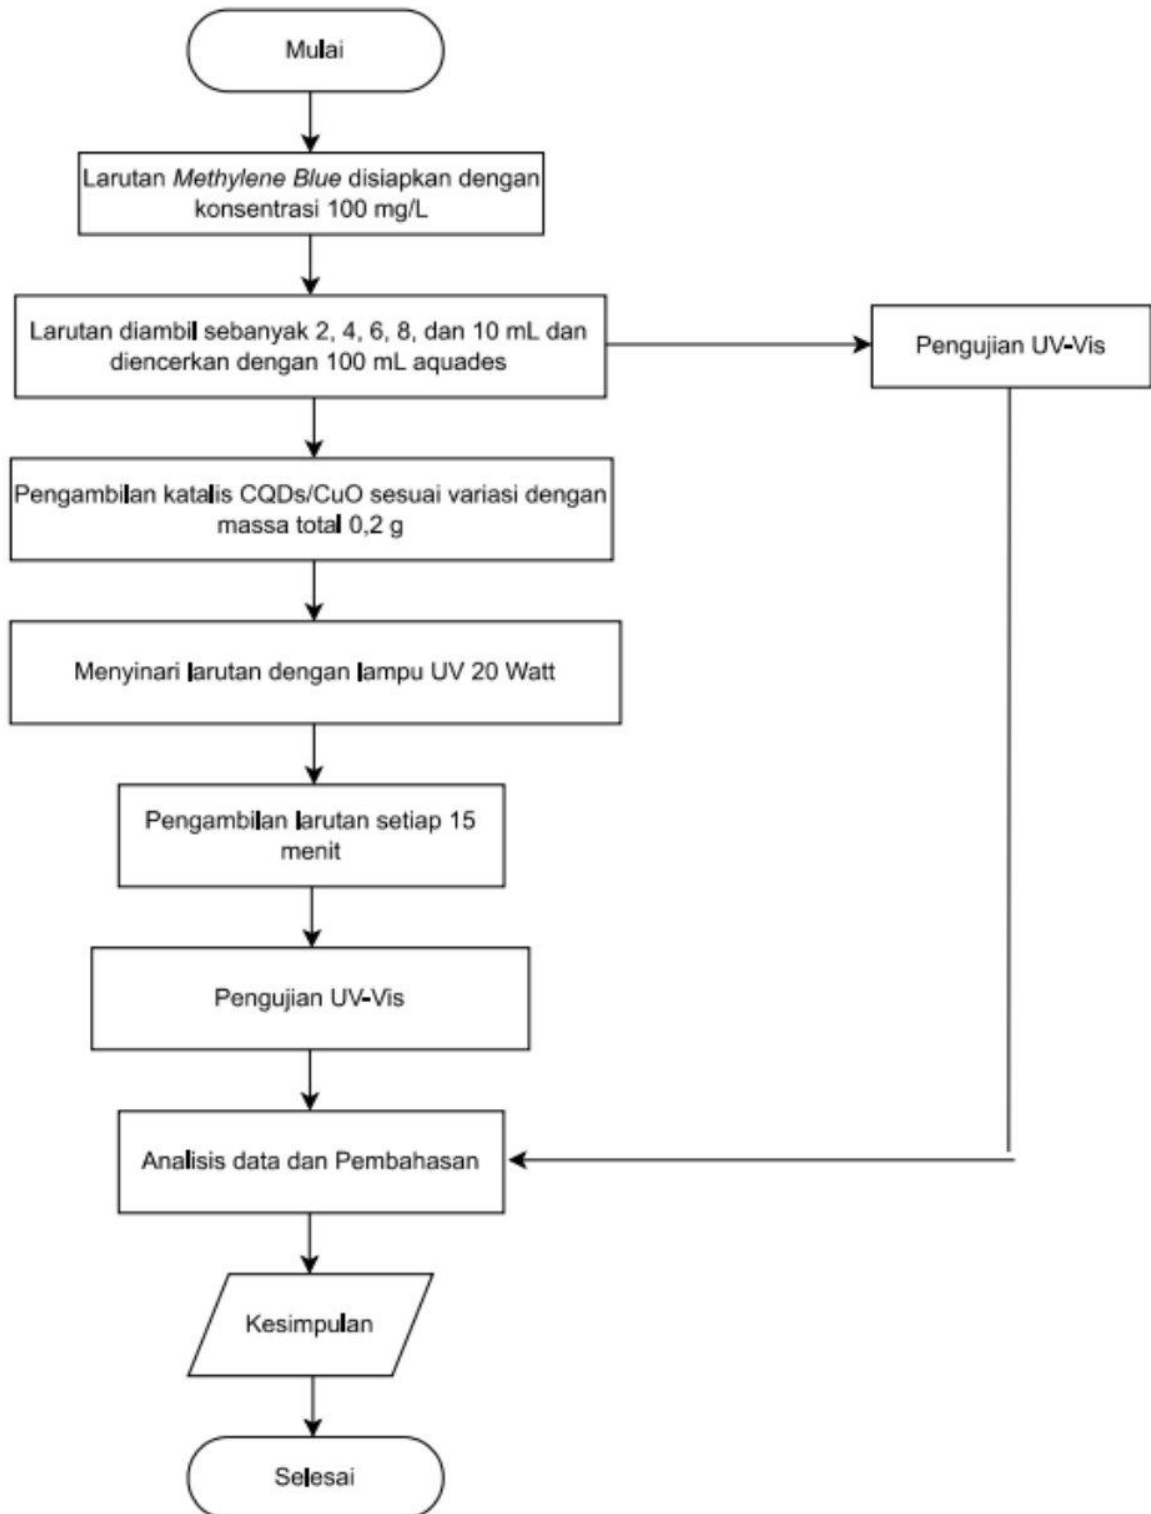 Mulai
Larutan Methylene Blue disiapkan dengan
konsentrasi 100 mg/L
Larutan diambil sebanyak 2, 4, 6, 8, dan 10 mL dan
diencerkan dengan 100 mL aquades
Pengujian UV-Vis
Pengambilan katalis CQDs/CuO sesuai variasi dengan
massa total 0,2 g
Menyinari larutan dengan lampu UV 20 Watt
Pengambilan larutan setiap 15
menit
Pengujian UV-Vis
Analisis data dan Pembahasan
Kesimpulan
Selesai